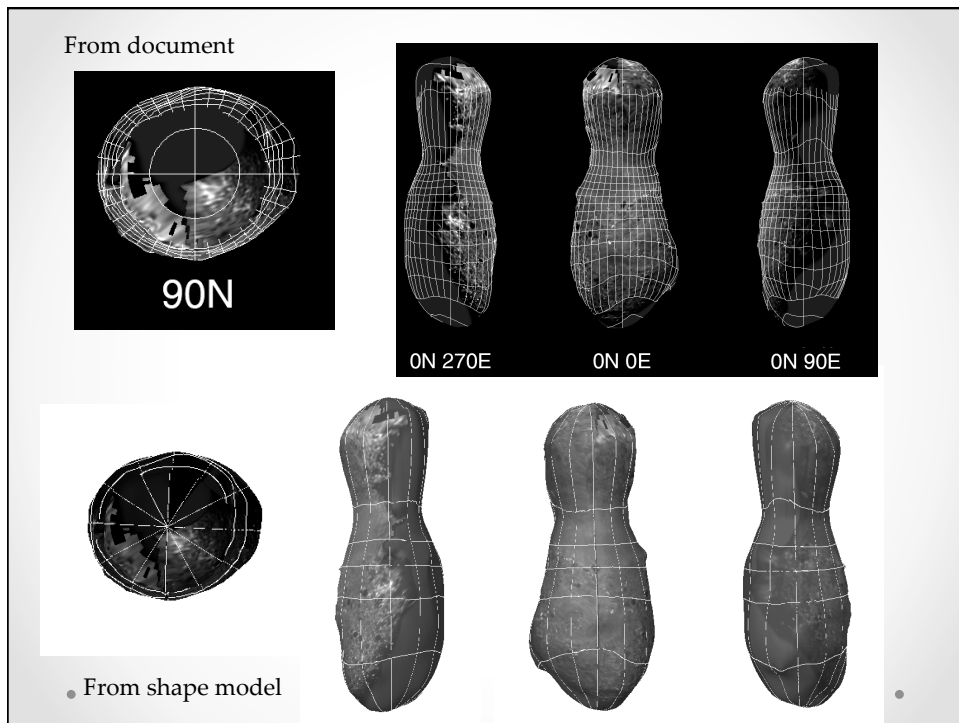 From document
90N
0N 270E
0N 0E
0N 90E
• From shape model